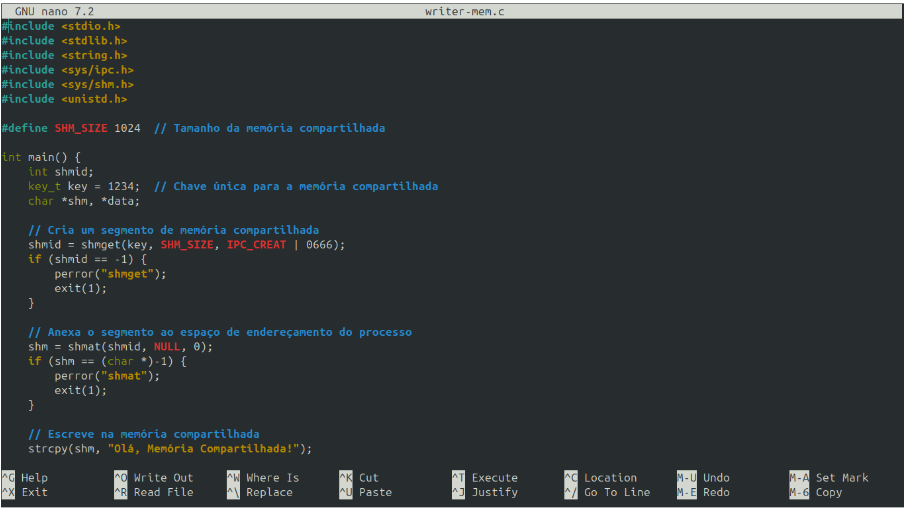 GNU nano 7.2 writer-mem.c
#include <stdio.h>
#include <stdlib.h>
#include <string.h>
#include <sys/ipc.h>
#include <sys/shm.h>
#include <unistd.h>
#define SHM_SIZE 1024 // Tamanho da memória compartilhada
int main() {
int shmid;
key_t key = 1234; // Chave única para a memória compartilhada
char *shm, *data;
// Cria um segmento de memória compartilhada
shmid = shmget(key, SHM_SIZE, IPC_CREAT | 0666);
if (shmid == -1) {
perror("shmget");
exit(1);
}
// Anexa o segmento ao espaço de endereçamento do processo
shm = shmat(shmid, NULL, 0);
if (shm == (char *)-1) {
perror("shmat");
exit(1);
}
// Escreve na memória compartilhada
strcpy(shm, "Olá, Memória Compartilhada!");
^G Help ^O Write Out ^W Where Is ^K Cut ^T Execute ^C Location M-U Undo M-A Set Mark
^X Exit ^R Read File ^\ Replace ^U Paste ^J Justify ^/ Go To Line M-E Redo M-6 Copy